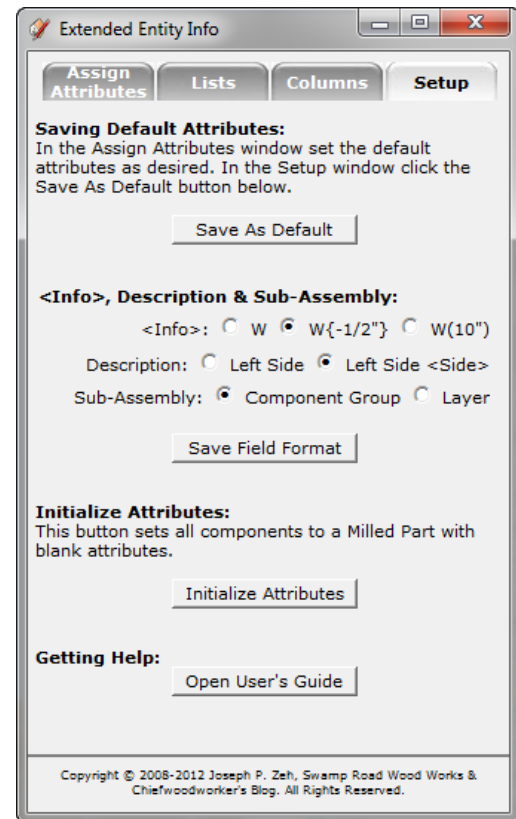 Extended Entity Info
Assign Attributes
Lists
Columns
Setup
Saving Default Attributes:
In the Assign Attributes window set the default
attributes as desired. In the Setup window click the
Save As Default button below.
Save As Default
<Info>, Description & Sub-Assembly:
<Info>: W W{-1/2"} W(10")
Description: Left Side Left Side <Side>
Sub-Assembly: Component Group Layer
Save Field Format
Initialize Attributes:
This button sets all components to a Milled Part with
blank attributes.
Initialize Attributes
Getting Help:
Open User's Guide
Copyright © 2008-2012 Joseph P. Zeh, Swamp Road Wood Works &
Chiefwoodworker's Blog. All Rights Reserved.